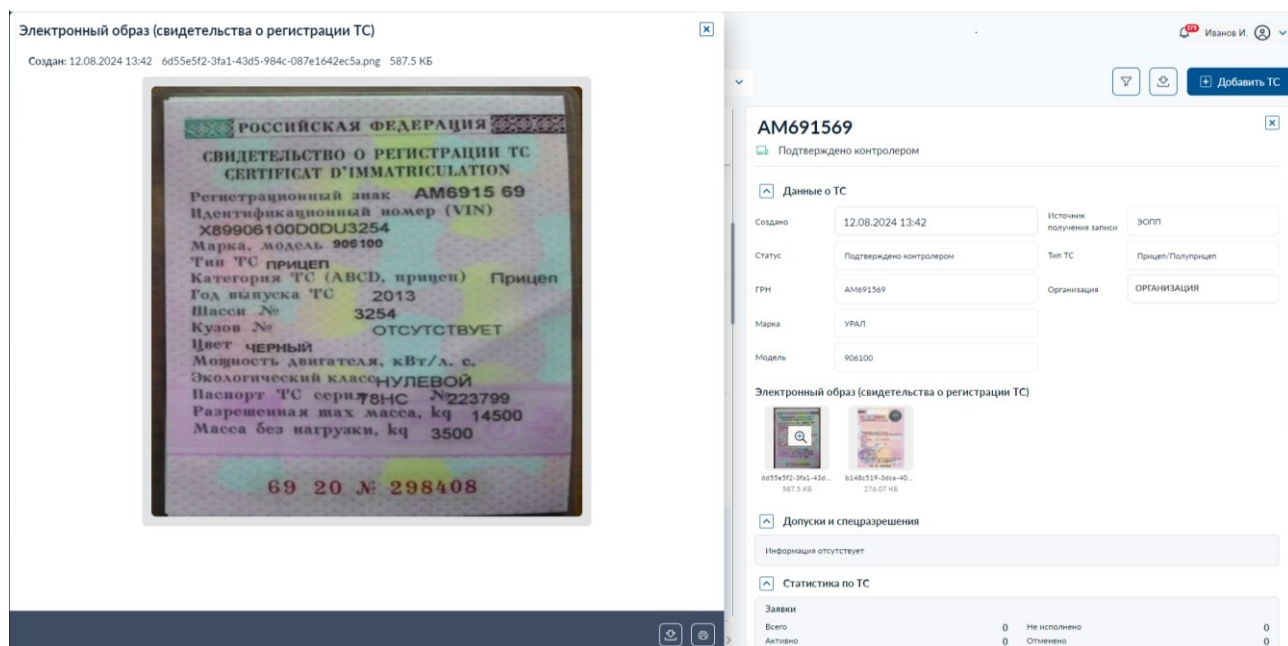 Электронный образ (свидетельства о регистрации ТС)
Создан: 12.08.2024 13:42 6d55e5f2-3fa1-43d5-984c-087e1642ec5a.png 587.5 КБ
РОССИЙСКАЯ ФЕДЕРАЦИЯ
СВИДЕТЕЛЬСТВО О РЕГИСТРАЦИИ ТС
CERTIFICAT D'IMMATRICULATION
Регистрационный знак АМ6915 69
Идентификационный номер (VIN)
X89906100D0DU3254
Марка, модель 906100
Тип ТС ПРИЦЕП
Категория ТС (ABCD, прицеп) Прицеп
Год выпуска ТС 2013
Шасси № 3254
Кузов № ОТСУТСТВУЕТ
Цвет ЧЕРНЫЙ
Мощность двигателя, кВт/л. с.
Экологический класс НУЛЕВОЙ
Паспорт ТС серия 78НС №223799
Разрешенная max масса, kg 14500
Масса без нагрузки, kg 3500
69 20 № 298408
Иванов И.
Добавить ТС
АМ691569
Подтверждено контролером
Данные о ТС
Создано 12.08.2024 13:42 Источник получения записи ЭОПП
Статус Подтверждено контролером Тип ТС Прицеп/Полуприцеп
ГРН АМ691569 Организация ОРГАНИЗАЦИЯ
Марка УРАЛ
Модель 906100
Электронный образ (свидетельства о регистрации ТС)
6d55e5f2-3fa1-43d... b148c519-3dca-40...
587.5 КБ 276.07 КБ
Допуски и спецразрешения
Информация отсутствует
Статистика по ТС
Заявки
Всего 0 Не исполнено 0
Активно 0 Отменено 0